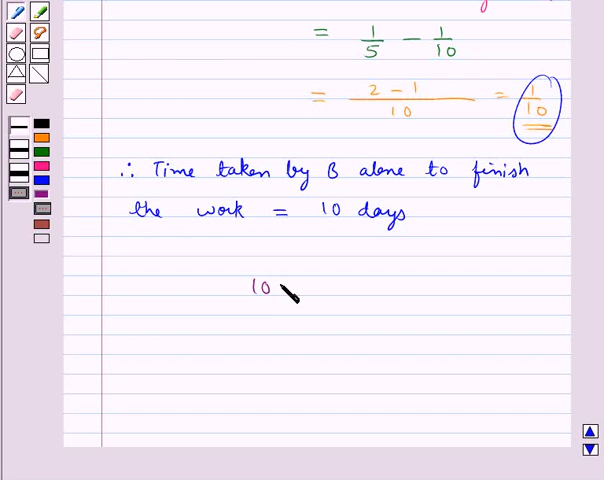 = 1/5 − 1/10
= 2 − 1 / 10 = 1/10
∴ Time taken by B alone to finish
the work = 10 days
10